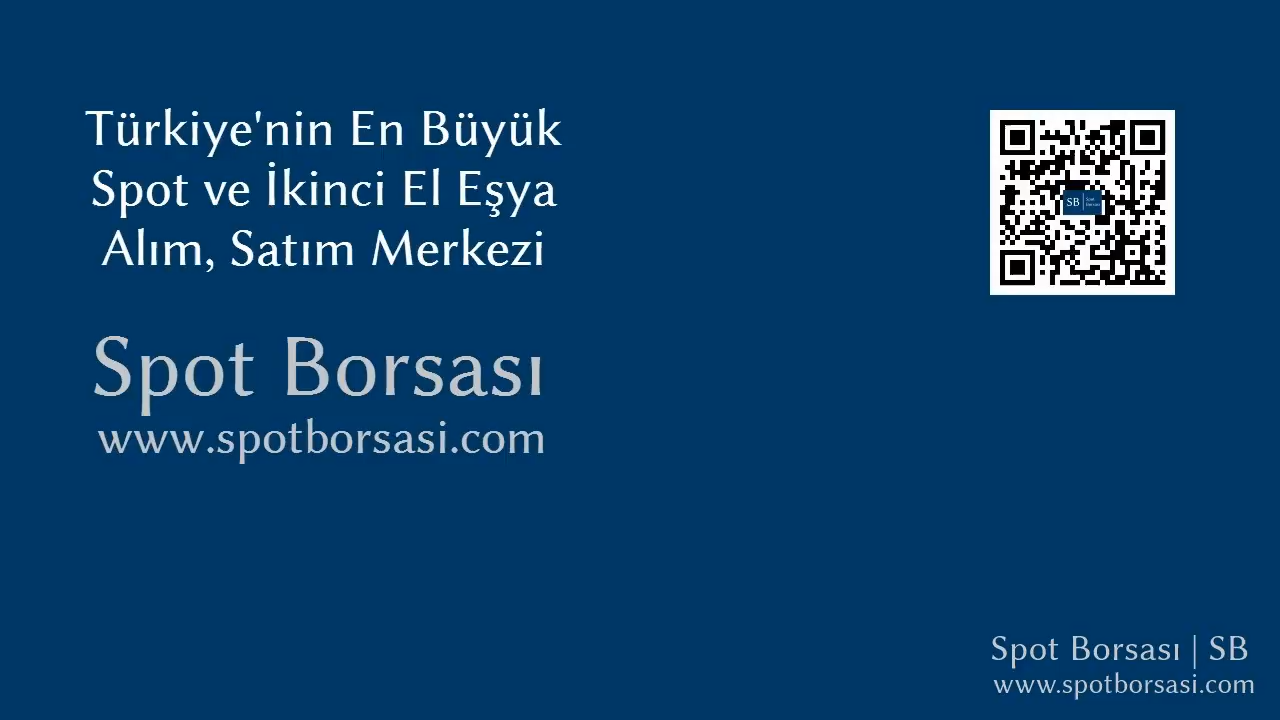 Türkiye'nin En Büyük
Spot ve İkinci El Eşya
Alım, Satım Merkezi
Spot Borsası
www.spotborsasi.com
SB
Spot Borsası | SB
www.spotborsasi.com